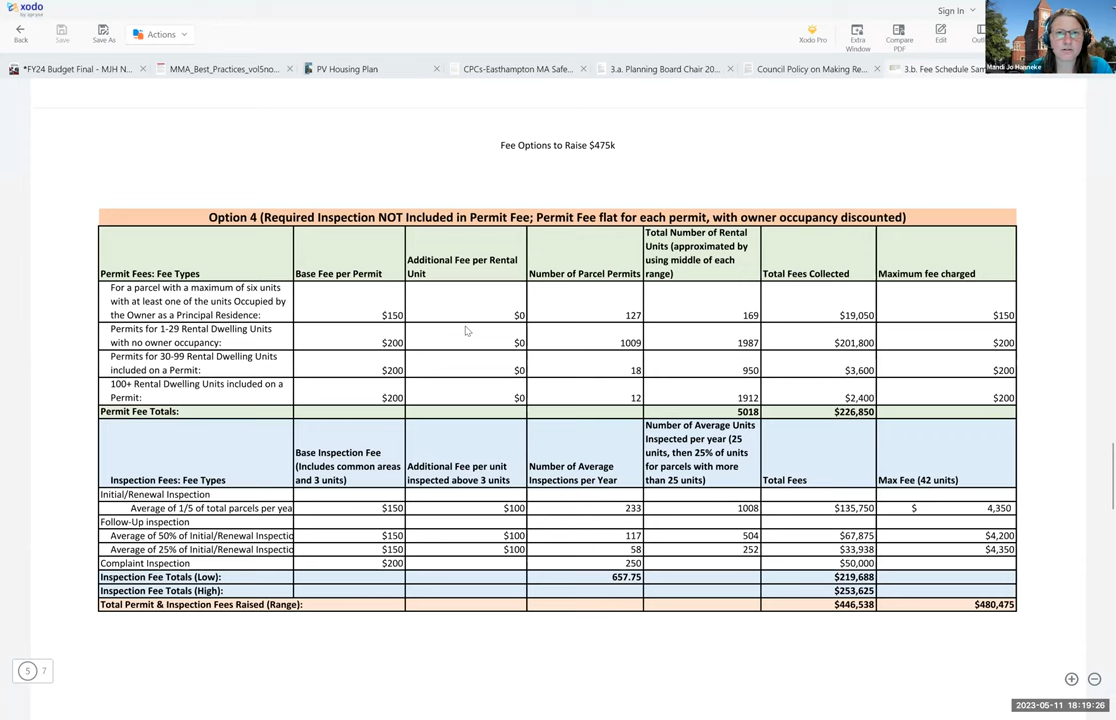 xodo
by apryse
Back
Save
Save As
Actions
Sign In
Xodo Pro
Extra Window
Compare PDF
Edit
*FY24 Budget Final - MJH N...
MMA_Best_Practices_vol5no...
PV Housing Plan
CPCs-Easthampton MA Safe...
3.a. Planning Board Chair 20...
Council Policy on Making Re...
3.b. Fee Schedule Sam
Mandi Jo Hanneke
Fee Options to Raise $475k
Option 4 (Required Inspection NOT Included in Permit Fee; Permit Fee flat for each permit, with owner occupancy discounted)
Permit Fees: Fee Types Base Fee per Permit Additional Fee per Rental Unit Number of Parcel Permits Total Number of Rental Units (approximated by using middle of each range) Total Fees Collected Maximum fee charged
For a parcel with a maximum of six units
with at least one of the units Occupied by
the Owner as a Principal Residence: $150 $0 127 169 $19,050 $150
Permits for 1-29 Rental Dwelling Units
with no owner occupancy: $200 $0 1009 1987 $201,800 $200
Permits for 30-99 Rental Dwelling Units
included on a Permit: $200 $0 18 950 $3,600 $200
100+ Rental Dwelling Units included on a
Permit: $200 $0 12 1912 $2,400 $200
Permit Fee Totals: 5018 $226,850
Inspection Fees: Fee Types Base Inspection Fee (Includes common areas and 3 units) Additional Fee per unit inspected above 3 units Number of Average Inspections per Year Number of Average Units Inspected per year (25 units, then 25% of units for parcels with more than 25 units) Total Fees Max Fee (42 units)
Initial/Renewal Inspection
Average of 1/5 of total parcels per yea $150 $100 233 1008 $135,750 $ 4,350
Follow-Up inspection
Average of 50% of Initial/Renewal Inspectio $150 $100 117 504 $67,875 $4,200
Average of 25% of Initial/Renewal Inspectio $150 $100 58 252 $33,938 $4,350
Complaint Inspection $200 250 $50,000
Inspection Fee Totals (Low): 657.75 $219,688
Inspection Fee Totals (High): $253,625
Total Permit & Inspection Fees Raised (Range): $446,538 $480,475
5 7
2023-05-11 18:19:26